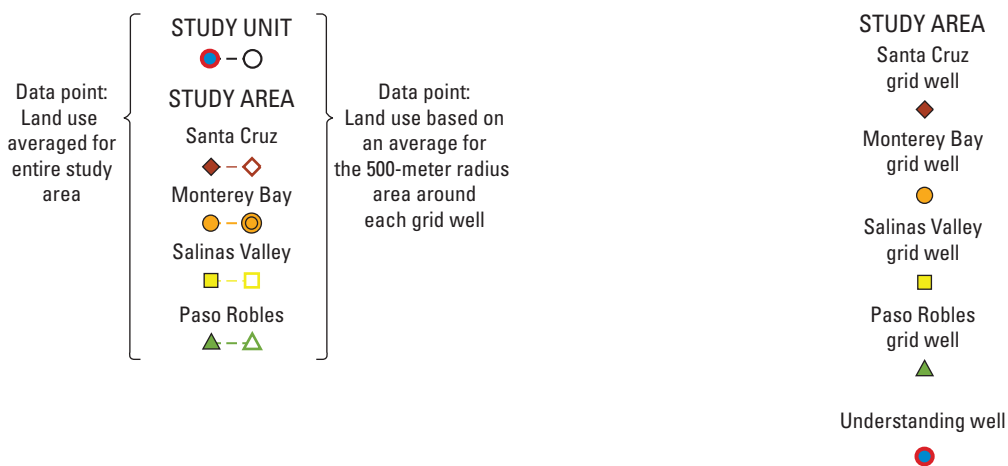 STUDY UNIT
STUDY AREA
Santa Cruz
Monterey Bay
Salinas Valley
Paso Robles
Data point:
Land use
averaged for
entire study
area
Data point:
Land use based on
an average for
the 500-meter radius
area around
each grid well
STUDY AREA
Santa Cruz
grid well
Monterey Bay
grid well
Salinas Valley
grid well
Paso Robles
grid well
Understanding well